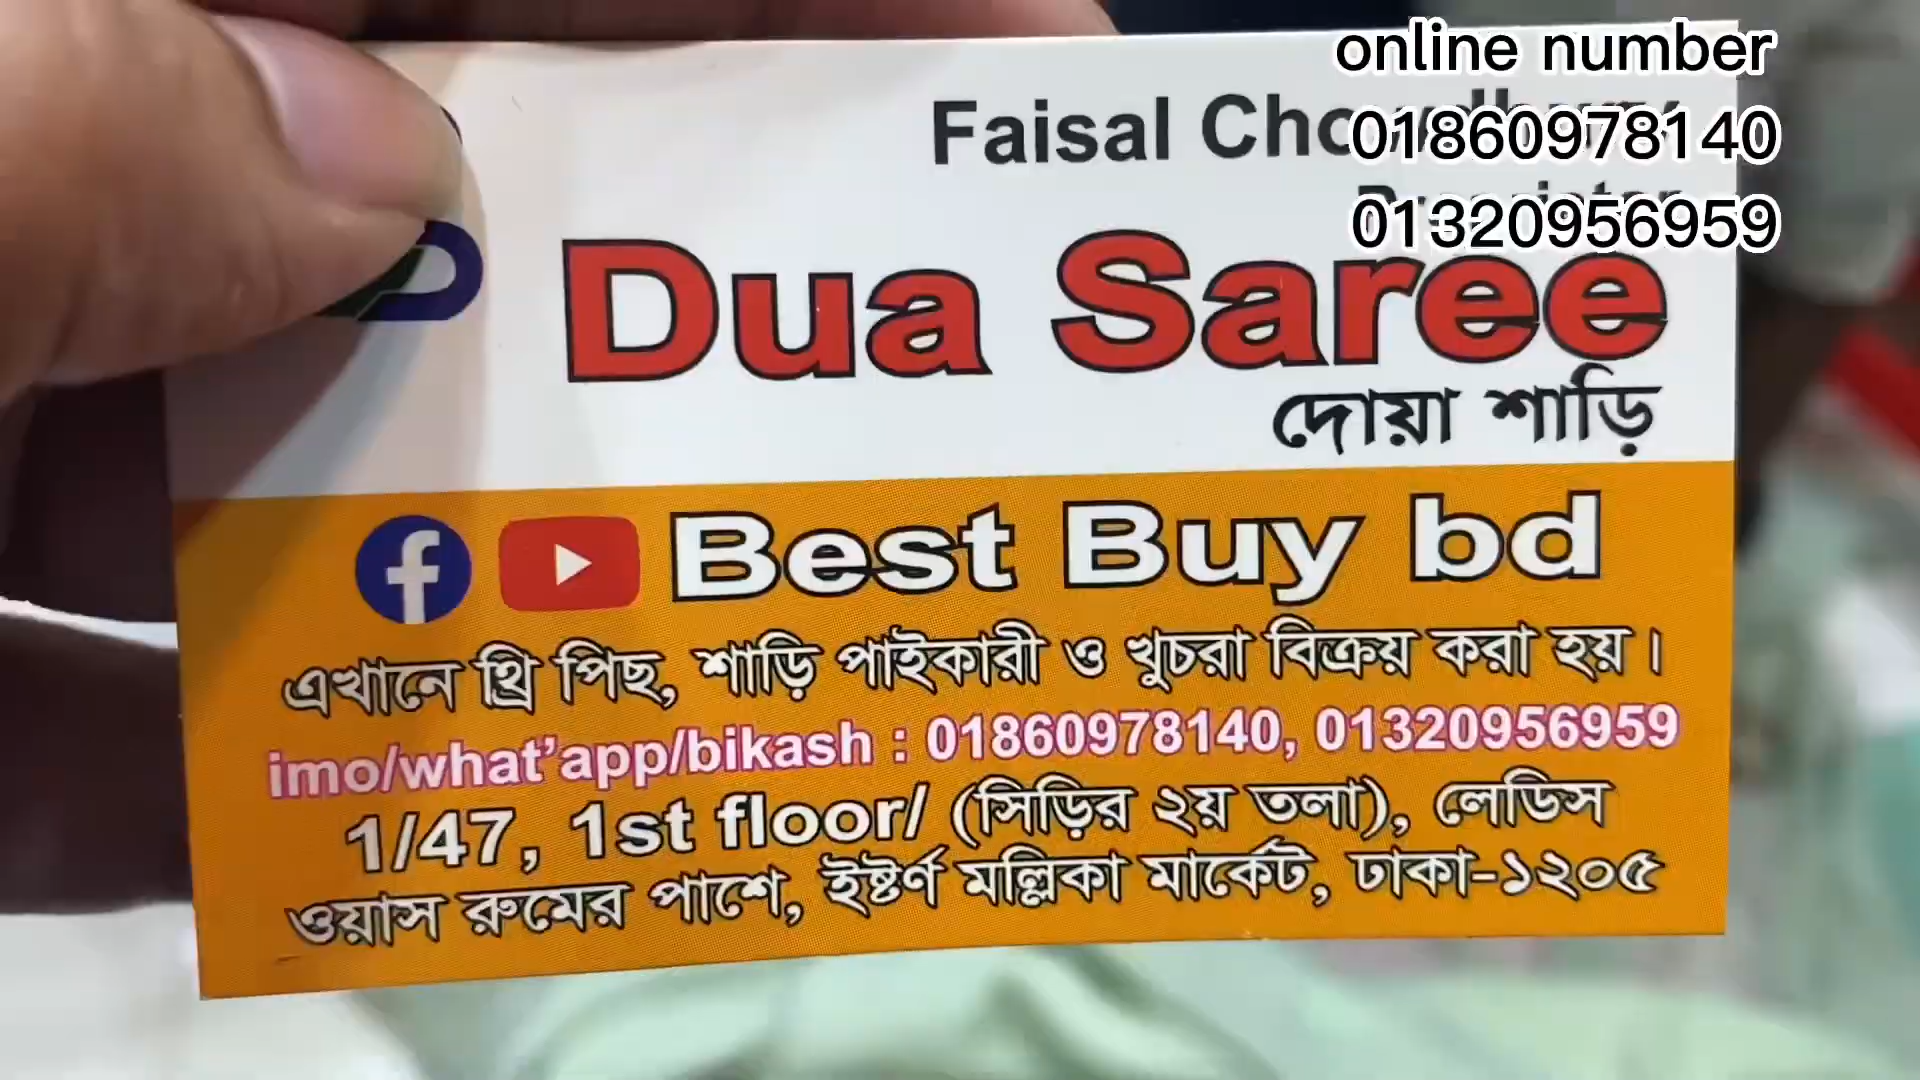 online number
01860978140
01320956959
Faisal
Dua Saree
দোয়া শাড়ি
Best Buy bd
এখানে থ্রি পিছ, শাড়ি পাইকারী ও খুচরা বিক্রয় করা হয়।
imo/what'app/bikash : 01860978140, 01320956959
1/47, 1st floor/ (সিড়ির ২য় তলা), লেডিস
ওয়াস রুমের পাশে, ইষ্টর্ণ মল্লিকা মার্কেট, ঢাকা-১২০৫